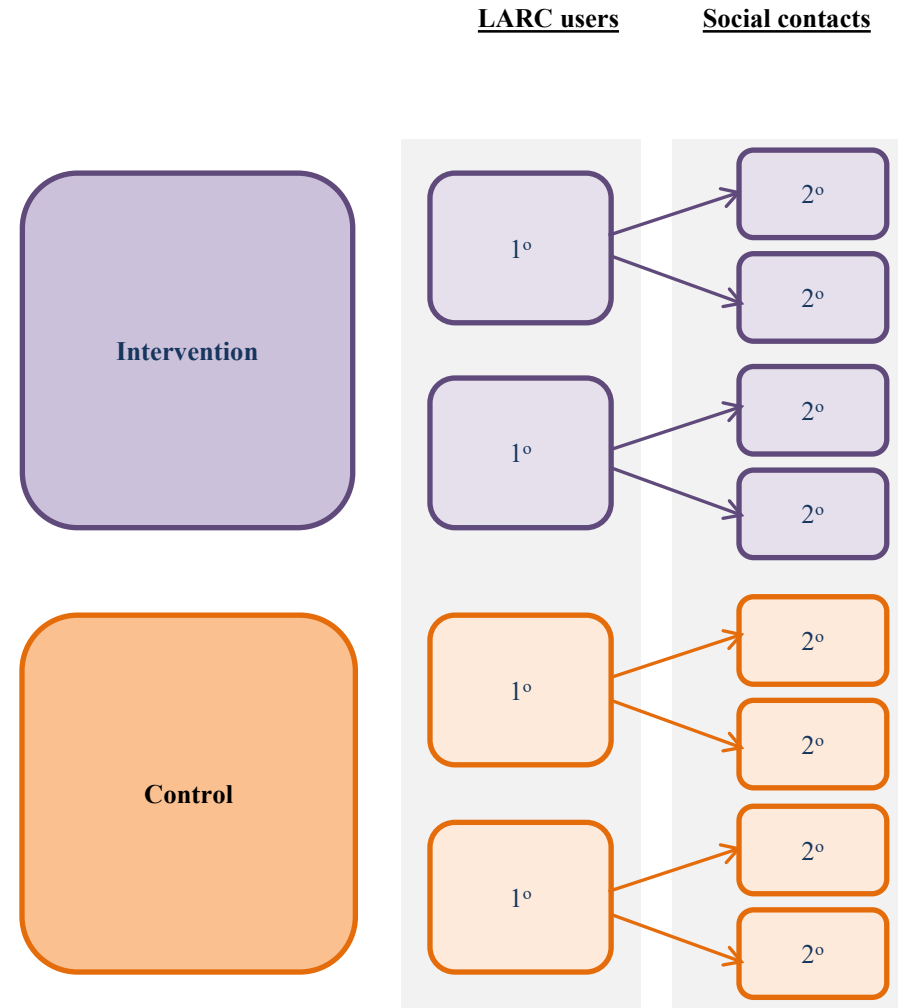 LARC users
Social contacts
Intervention
1º
2º
2º
1º
2º
2º
Control
1º
2º
2º
1º
2º
2º